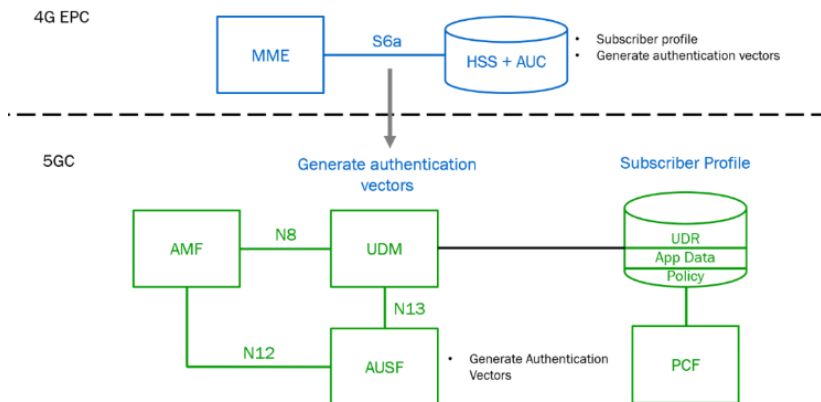 4G EPC
MME
S6a
HSS + AUC
• Subscriber profile
• Generate authentication vectors
5GC
Generate authentication
vectors
Subscriber Profile
AMF
N8
UDM
UDR
App Data
Policy
N13
N12
AUSF
• Generate Authentication
Vectors
PCF